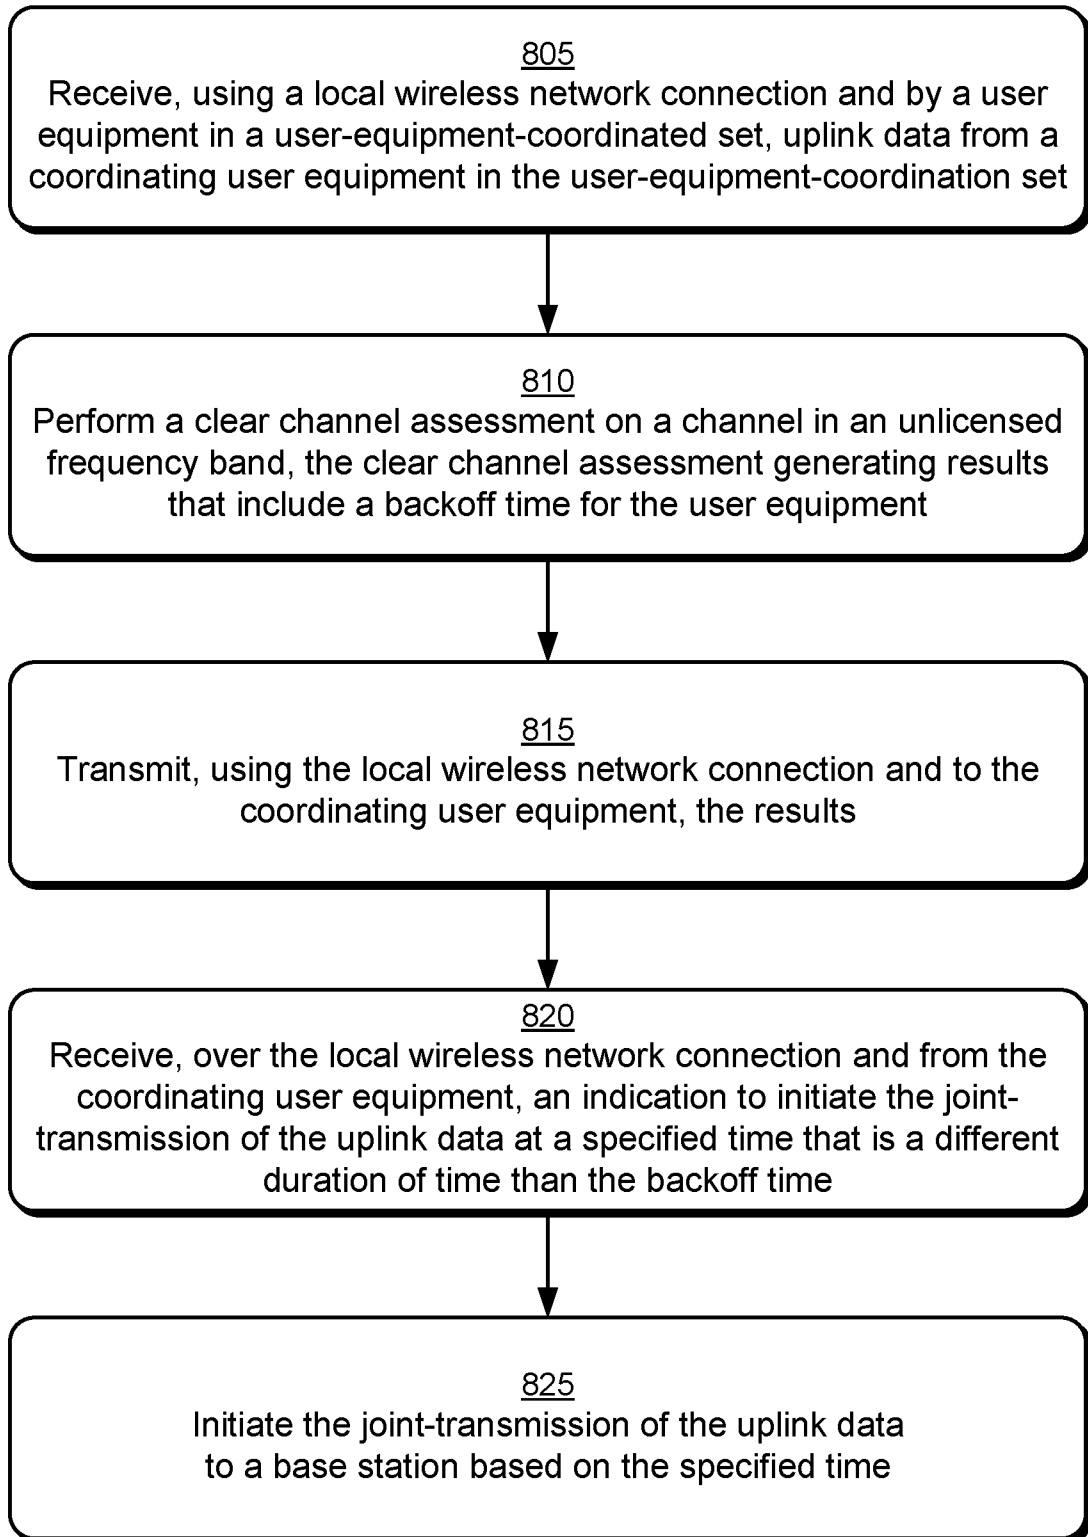 805
Receive, using a local wireless network connection and by a user
equipment in a user-equipment-coordinated set, uplink data from a
coordinating user equipment in the user-equipment-coordination set
810
Perform a clear channel assessment on a channel in an unlicensed
frequency band, the clear channel assessment generating results
that include a backoff time for the user equipment
815
Transmit, using the local wireless network connection and to the
coordinating user equipment, the results
820
Receive, over the local wireless network connection and from the
coordinating user equipment, an indication to initiate the joint-
transmission of the uplink data at a specified time that is a different
duration of time than the backoff time
825
Initiate the joint-transmission of the uplink data
to a base station based on the specified time